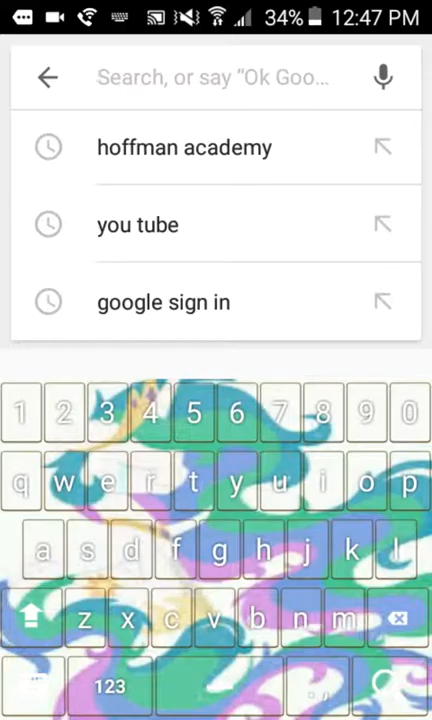 34% 12:47 PM
Search, or say "Ok Goo...
hoffman academy
you tube
google sign in
1 2 3 4 5 6 7 8 9 0
q w e r t y u i o p
a s d f g h j k l
z x c v b n m
123 . ,